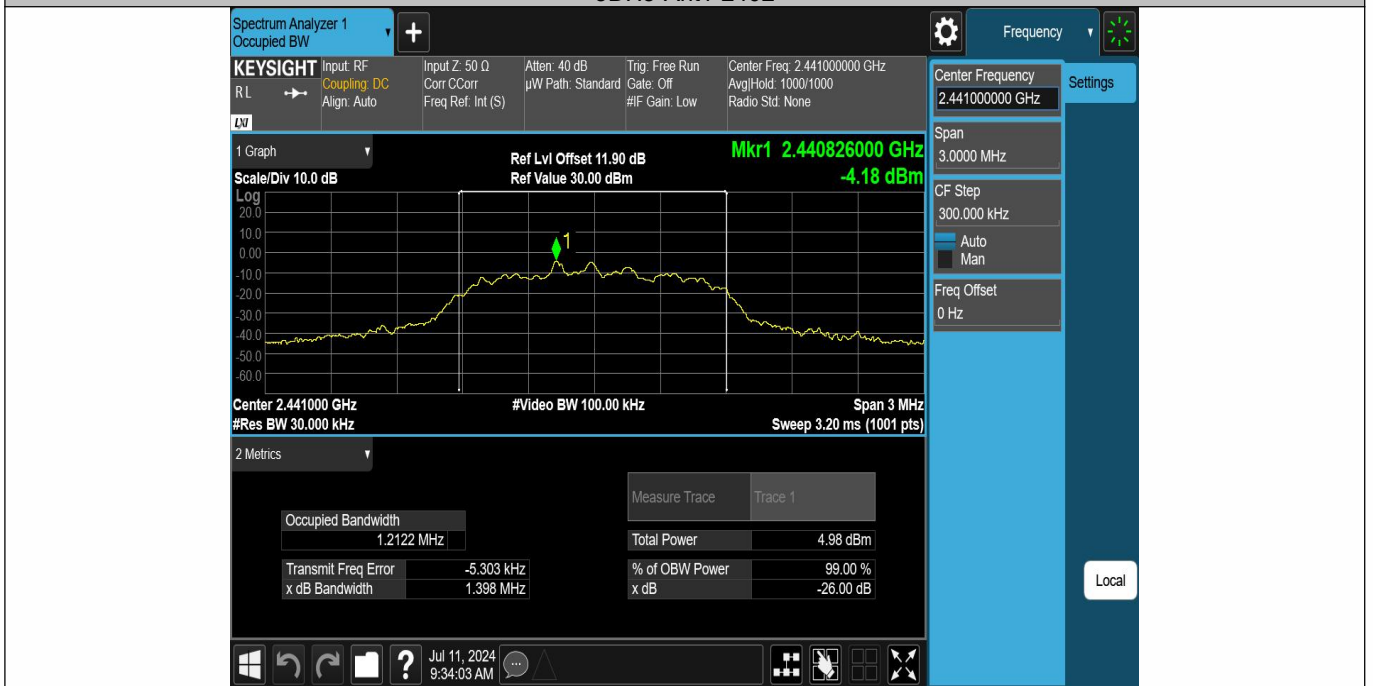 Spectrum Analyzer 1
Occupied BW
+
Frequency
KEYSIGHT
R L
LXI
Input: RF
Coupling: DC
Align: Auto
Input Z: 50 Ω
Corr CCorr
Freq Ref: Int (S)
Atten: 40 dB
µW Path: Standard
Trig: Free Run
Gate: Off
#IF Gain: Low
Center Freq: 2.441000000 GHz
Avg|Hold: 1000/1000
Radio Std: None
Center Frequency
2.441000000 GHz
Settings
Span
3.0000 MHz
CF Step
300.000 kHz
Auto
Man
Freq Offset
0 Hz
Local
1 Graph
Scale/Div 10.0 dB
Ref Lvl Offset 11.90 dB
Ref Value 30.00 dBm
Mkr1 2.440826000 GHz
-4.18 dBm
Log
20.0
10.0
0.00
-10.0
-20.0
-30.0
-40.0
-50.0
-60.0
1
Center 2.441000 GHz
#Res BW 30.000 kHz
#Video BW 100.00 kHz
Span 3 MHz
Sweep 3.20 ms (1001 pts)
2 Metrics
Measure Trace Trace 1
Occupied Bandwidth
1.2122 MHz
Total Power 4.98 dBm
Transmit Freq Error -5.303 kHz
% of OBW Power 99.00 %
x dB Bandwidth 1.398 MHz
x dB -26.00 dB
?
Jul 11, 2024
9:34:03 AM